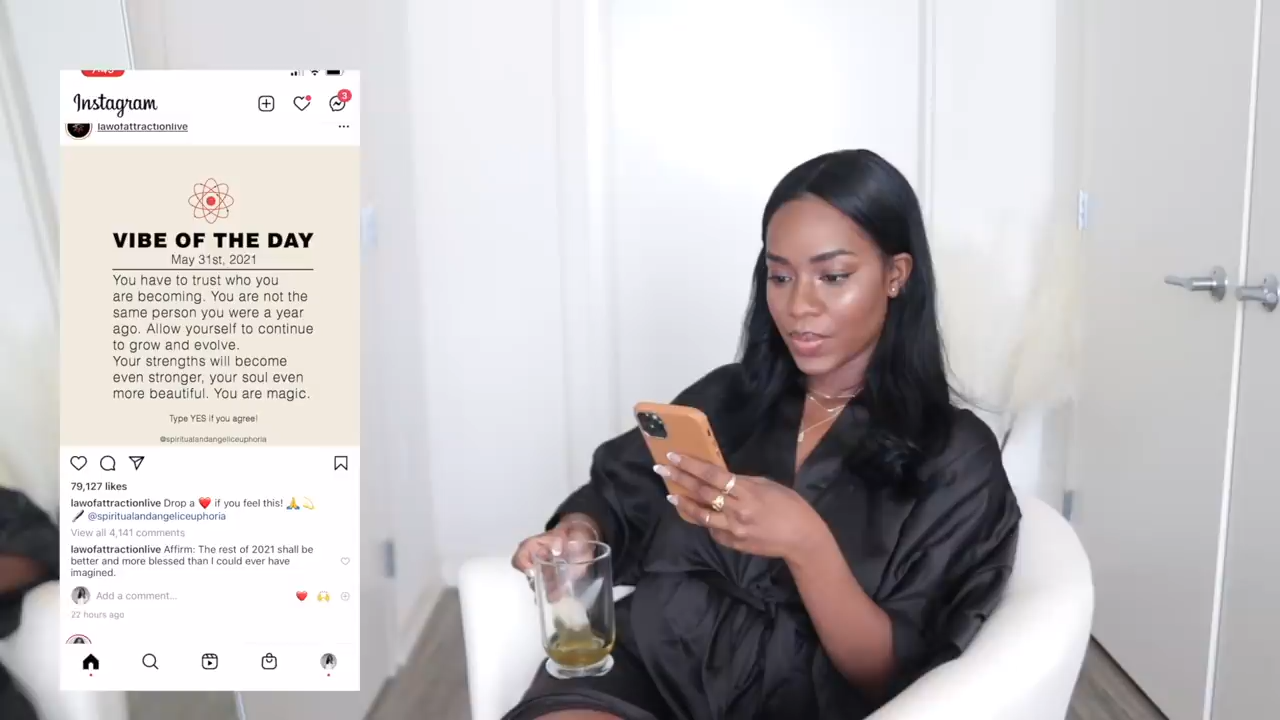 Instagram
3
lawofattractionlive
VIBE OF THE DAY
May 31st, 2021
You have to trust who you
are becoming. You are not the
same person you were a year
ago. Allow yourself to continue
to grow and evolve.
Your strengths will become
even stronger, your soul even
more beautiful. You are magic.
Type YES if you agree!
@spiritualandangeliceuphoria
79,127 likes
lawofattractionlive Drop a ❤️ if you feel this! 🙏💫
🖋 @spiritualandangeliceuphoria
View all 4,141 comments
lawofattractionlive Affirm: The rest of 2021 shall be
better and more blessed than I could ever have
imagined.
Add a comment...
22 hours ago